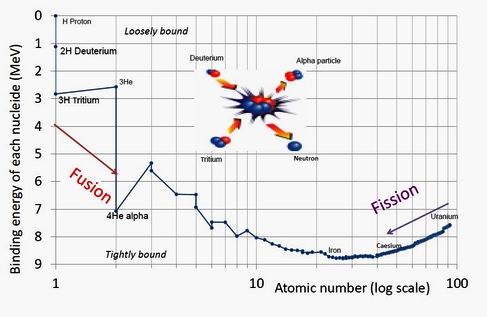 0
H Proton
Loosely bound
1
2H Deuterium
Deuterium
Alpha particle
2
3He
3
3H Tritium
4
Tritium
Neutron
5
Fusion
6
Fission
7
4He alpha
Uranium
8
Tightly bound
Iron
Caesium
9
1
10
100
Atomic number (log scale)
Binding energy of each nucleide (MeV)